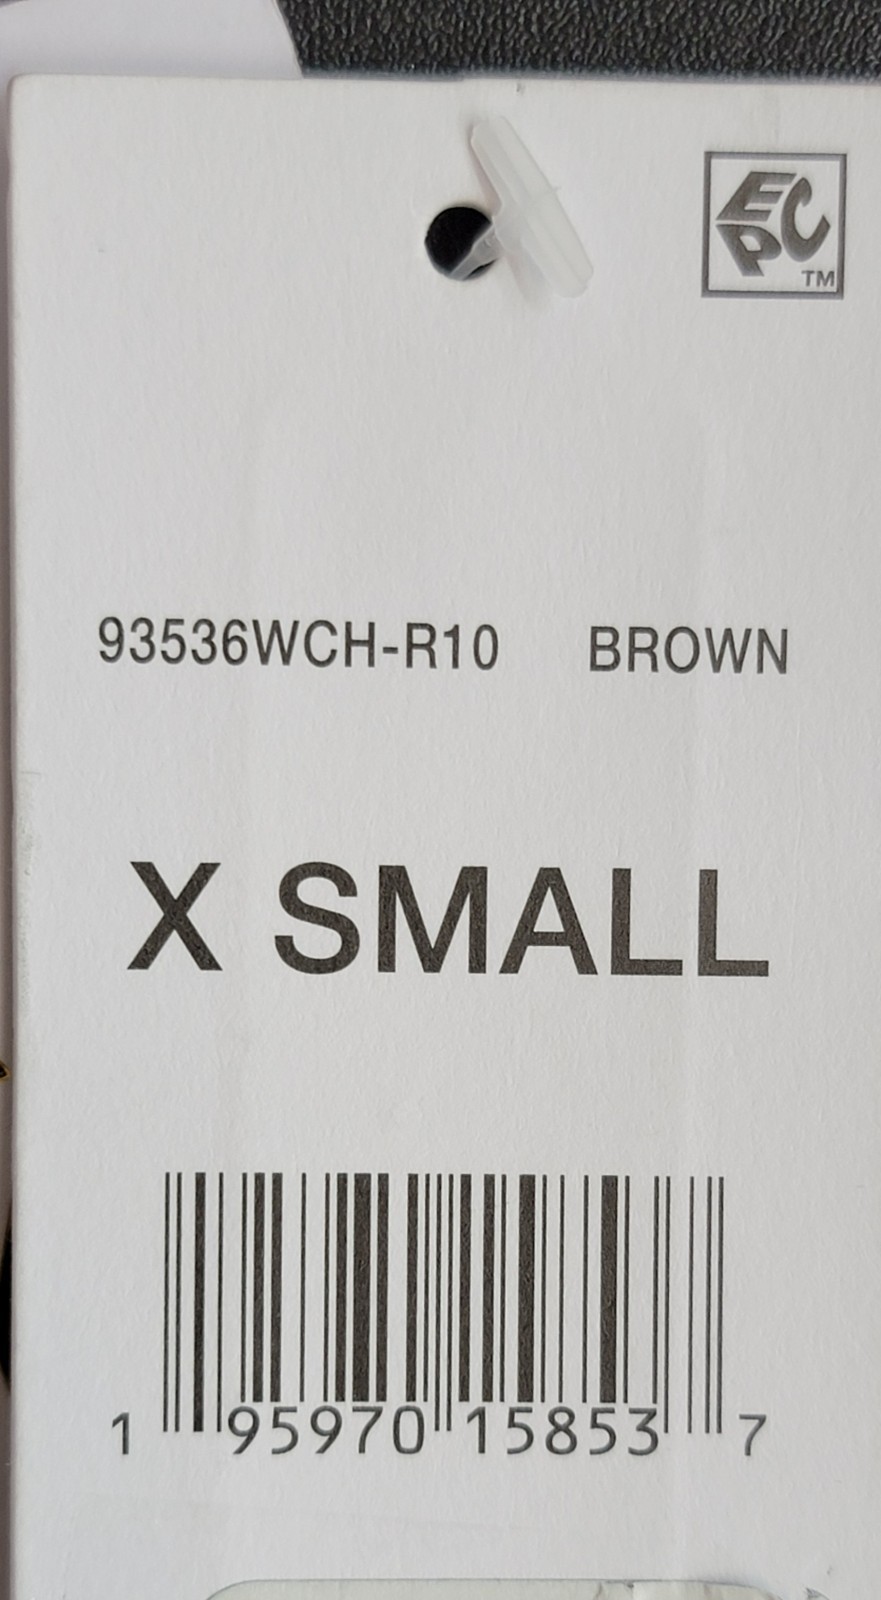 EPC
TM
93536WCH-R10 BROWN
X SMALL
1 95970 15853 7